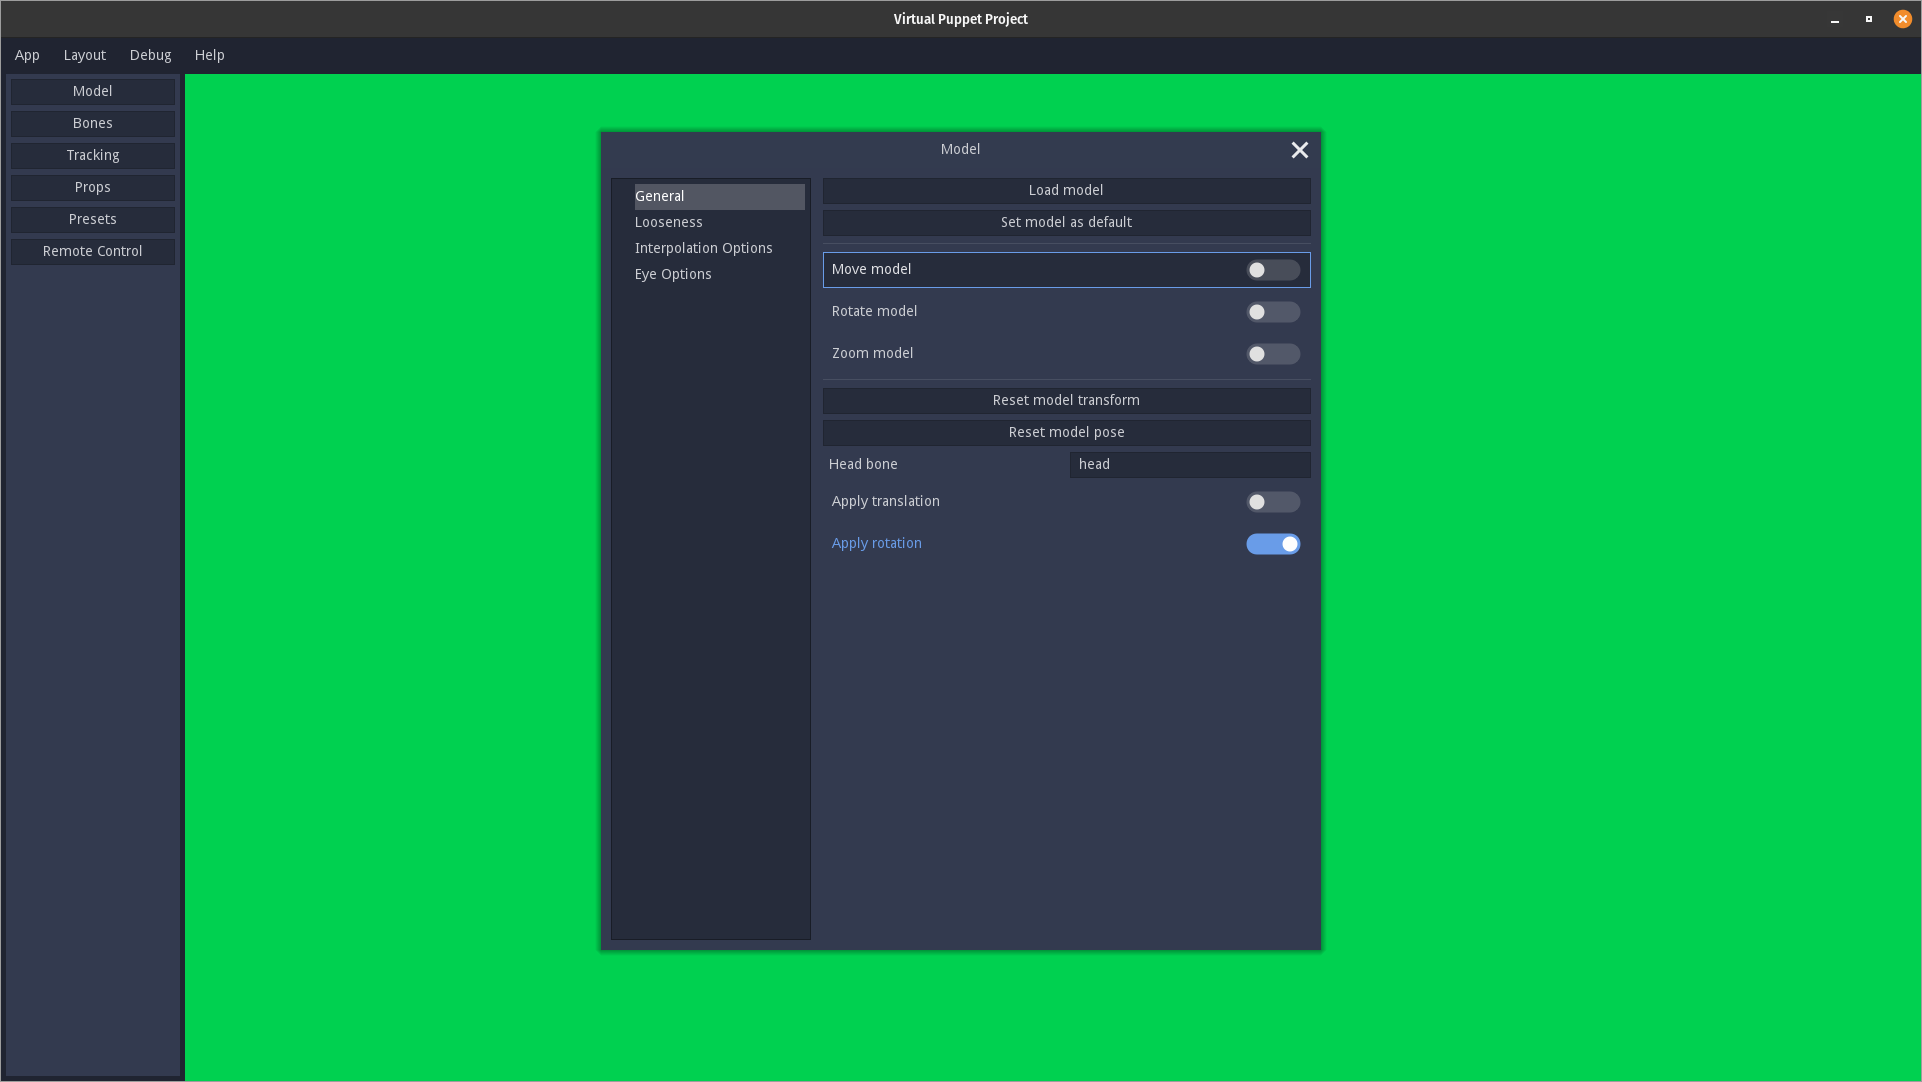 Virtual Puppet Project
App Layout Debug Help
Model
Bones
Tracking
Props
Presets
Remote Control
Model
General
Looseness
Interpolation Options
Eye Options
Load model
Set model as default
Move model
Rotate model
Zoom model
Reset model transform
Reset model pose
Head bone head
Apply translation
Apply rotation